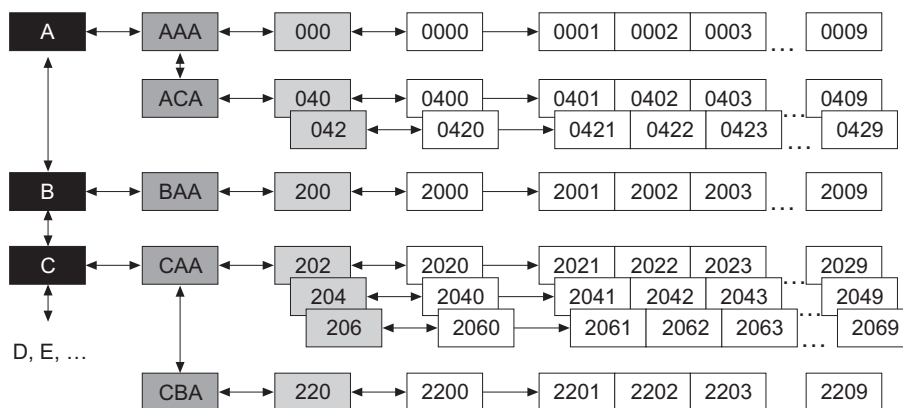 A AAA 000 0000 0001 0002 0003 ... 0009
ACA 040 0400 0401 0402 0403 ... 0409
042 0420 0421 0422 0423 ... 0429
B BAA 200 2000 2001 2002 2003 ... 2009
C CAA 202 2020 2021 2022 2023 ... 2029
204 2040 2041 2042 2043 ... 2049
206 2060 2061 2062 2063 ... 2069
D, E, ...
CBA 220 2200 2201 2202 2203 ... 2209